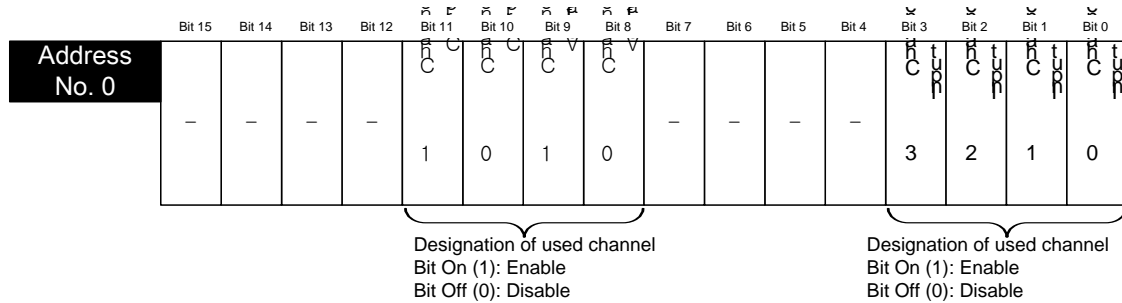 Bit 15 Bit 14 Bit 13 Bit 12 Bit 11 Bit 10 Bit 9 Bit 8 Bit 7 Bit 6 Bit 5 Bit 4 Bit 3 Bit 2 Bit 1 Bit 0
Address
No. 0
– – – – 1 0 1 0 – – – – 3 2 1 0
Designation of used channel
Bit On (1): Enable
Bit Off (0): Disable
Designation of used channel
Bit On (1): Enable
Bit Off (0): Disable